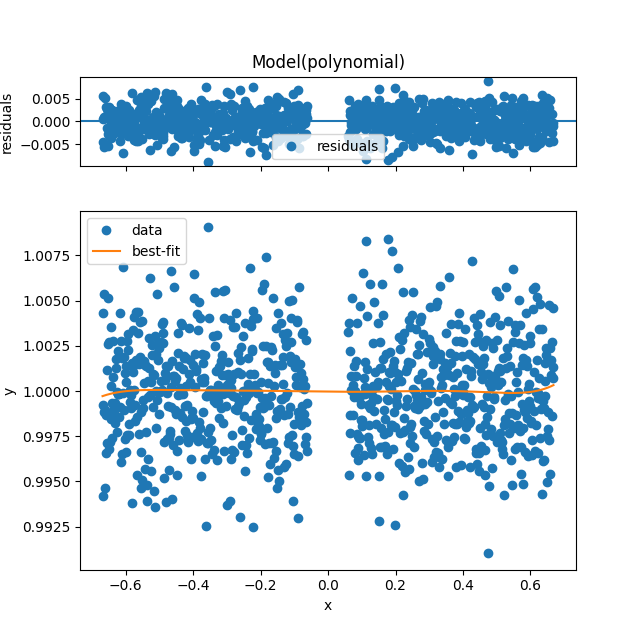 Model(polynomial)
0.005
0.000
−0.005
residuals
residuals
data
best-fit
1.0075
1.0050
1.0025
1.0000
0.9975
0.9950
0.9925
y
−0.6 −0.4 −0.2 0.0 0.2 0.4 0.6
x